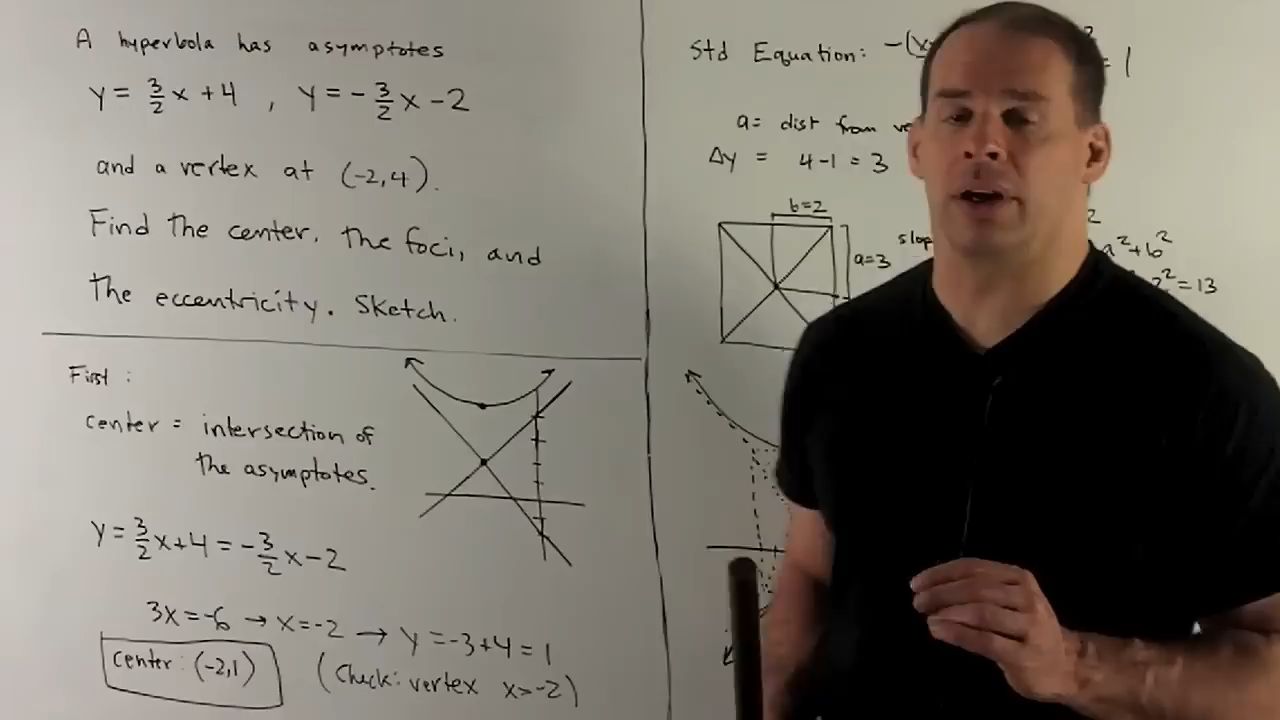 A hyperbola has asymptotes
y = 3/2 x + 4 , y = - 3/2 x - 2
and a vertex at (-2,4).
Find the center, the foci, and
the eccentricity. Sketch.
First:
center = intersection of
the asymptotes.
y = 3/2 x + 4 = - 3/2 x - 2
3x = -6 → x = -2 → y = -3+4 = 1
center: (-2,1)
(Check: vertex x=-2)
Std Equation: -(x = 1
a = dist from
Δy = 4-1 = 3
b=2
a=3
a²+b²
2² = 13